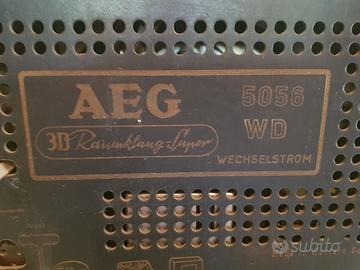 AEG
5056
3D Raumklang-Super
WD
WECHSELSTROM
subito